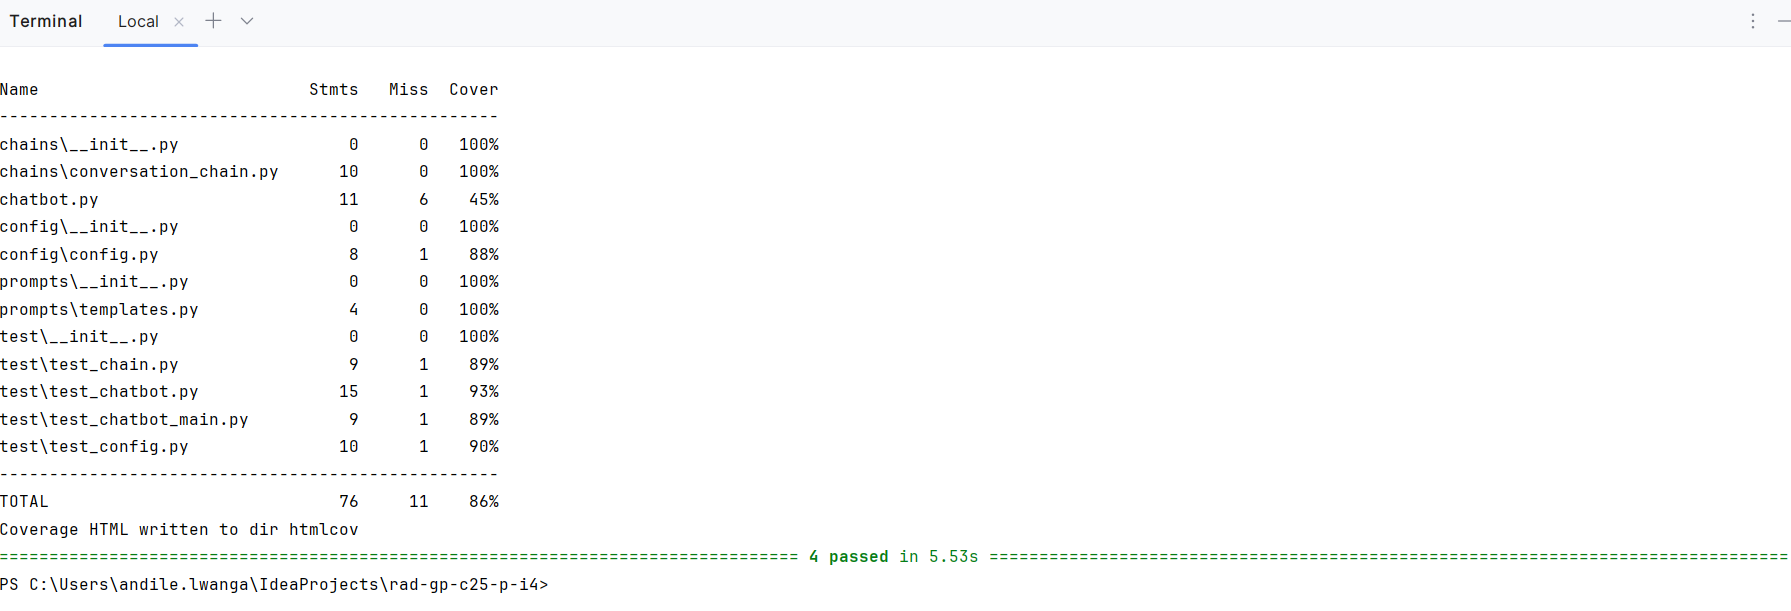 Terminal Local
Name Stmts Miss Cover
--------------------------------------------------
chains\__init__.py 0 0 100%
chains\conversation_chain.py 10 0 100%
chatbot.py 11 6 45%
config\__init__.py 0 0 100%
config\config.py 8 1 88%
prompts\__init__.py 0 0 100%
prompts\templates.py 4 0 100%
test\__init__.py 0 0 100%
test\test_chain.py 9 1 89%
test\test_chatbot.py 15 1 93%
test\test_chatbot_main.py 9 1 89%
test\test_config.py 10 1 90%
--------------------------------------------------
TOTAL 76 11 86%
Coverage HTML written to dir htmlcov
================================================================================ 4 passed in 5.53s ================================================================================
PS C:\Users\andile.lwanga\IdeaProjects\rad-gp-c25-p-i4>